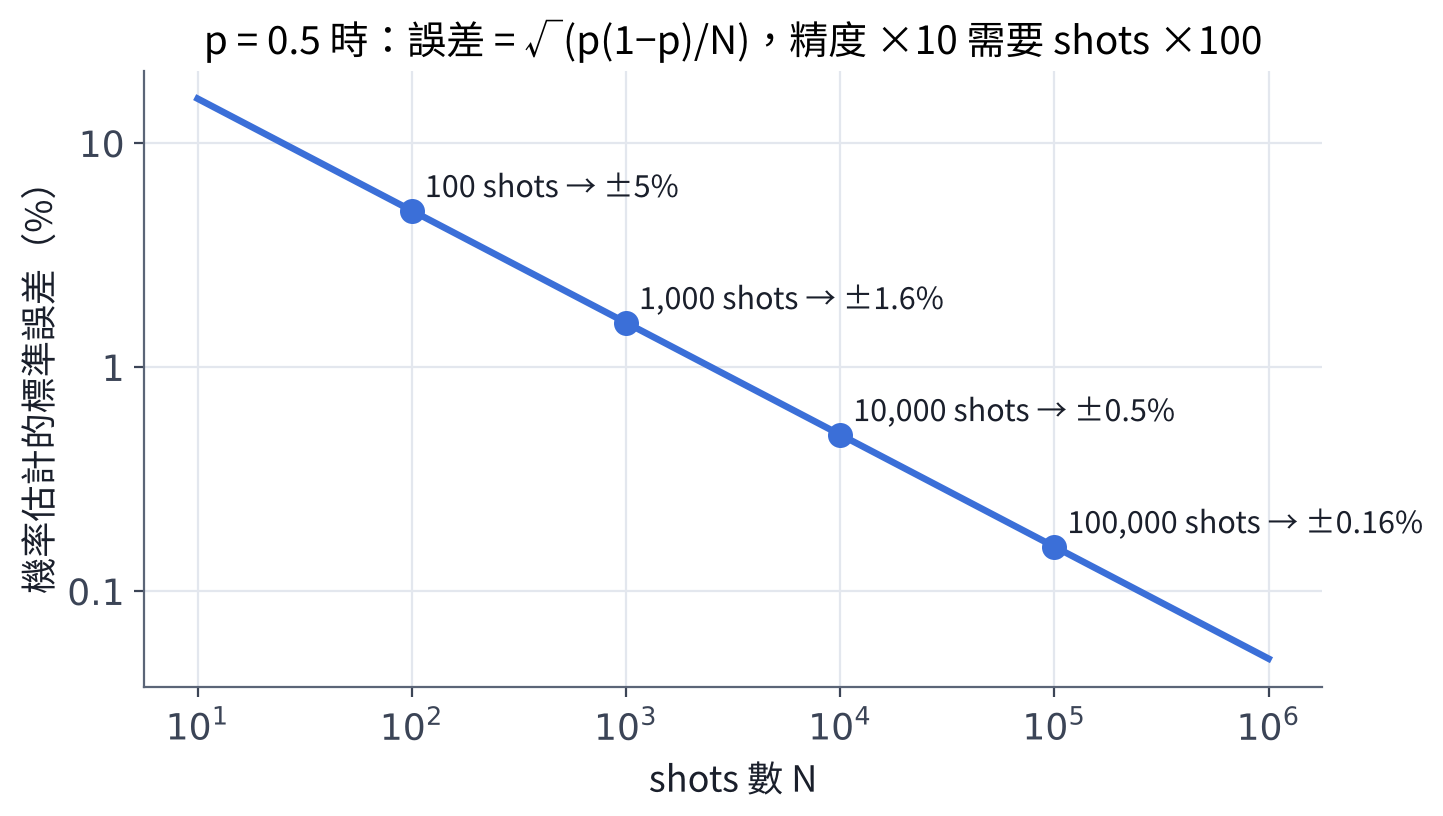 p = 0.5 時：誤差 = √(p(1−p)/N)，精度 ×10 需要 shots ×100
機率估計的標準誤差（%）
10
1
0.1
100 shots → ±5%
1,000 shots → ±1.6%
10,000 shots → ±0.5%
100,000 shots → ±0.16%
10¹ 10² 10³ 10⁴ 10⁵ 10⁶
shots 數 N